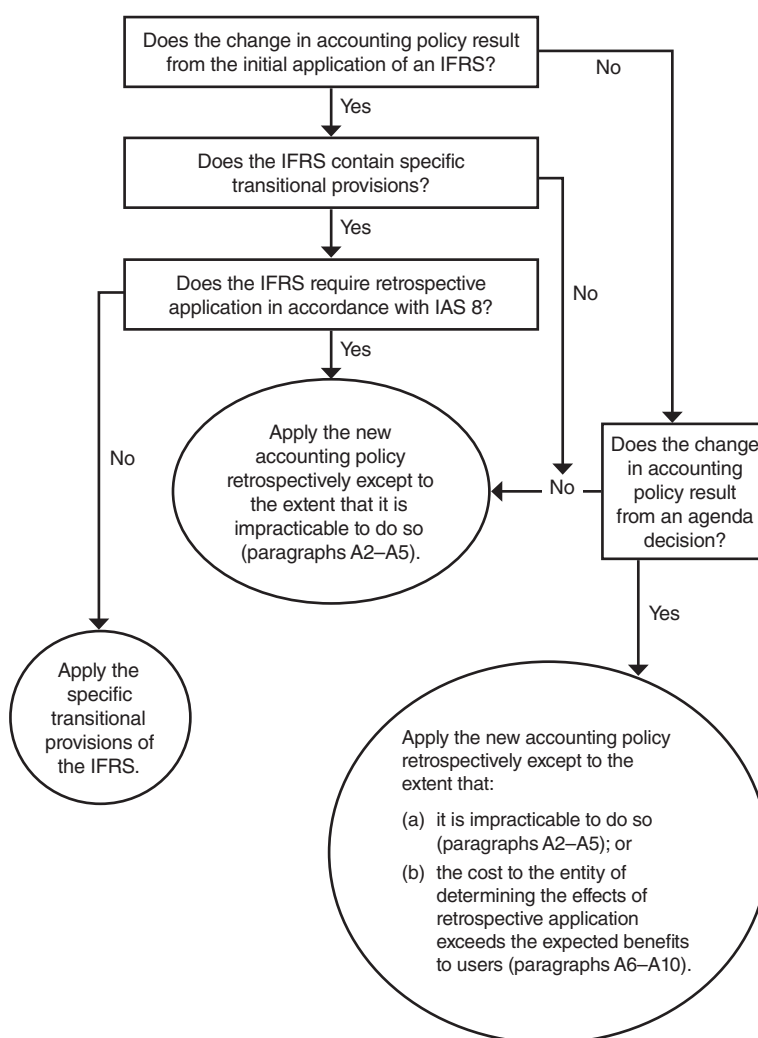 Does the change in accounting policy result
from the initial application of an IFRS?
No
Yes
Does the IFRS contain specific
transitional provisions?
Yes
Does the IFRS require retrospective
application in accordance with IAS 8?
No
Yes
Apply the new
accounting policy
retrospectively except to
the extent that it is
impracticable to do so
(paragraphs A2–A5).
No
No
Does the change
in accounting
policy result
from an agenda
decision?
Yes
Apply the
specific
transitional
provisions of
the IFRS.
Apply the new accounting policy
retrospectively except to the
extent that:
(a) it is impracticable to do so
(paragraphs A2–A5); or
(b) the cost to the entity of
determining the effects of
retrospective application
exceeds the expected benefits
to users (paragraphs A6–A10).